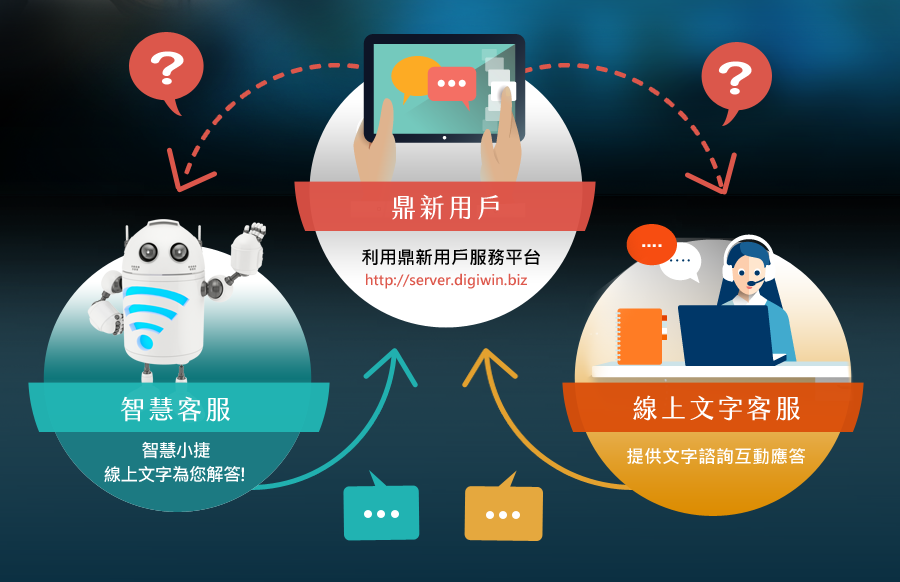 ?
?
鼎新用戶
利用鼎新用戶服務平台
http://server.digiwin.biz
智慧客服
智慧小捷
線上文字為您解答!
線上文字客服
提供文字諮詢互動應答